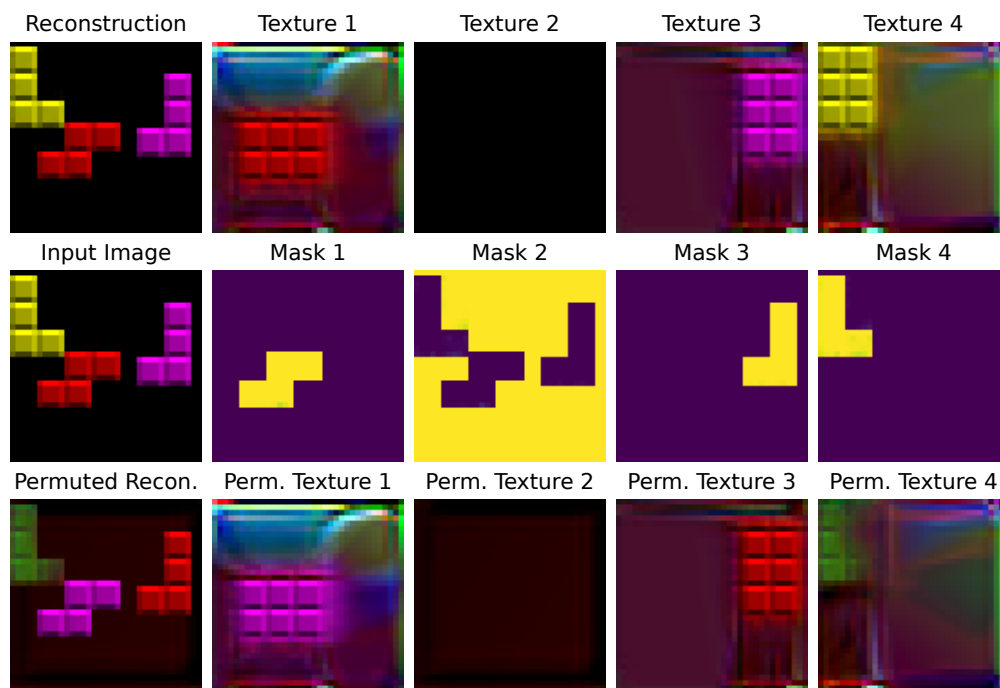 Reconstruction Texture 1 Texture 2 Texture 3 Texture 4
Input Image Mask 1 Mask 2 Mask 3 Mask 4
Permuted Recon. Perm. Texture 1 Perm. Texture 2 Perm. Texture 3 Perm. Texture 4